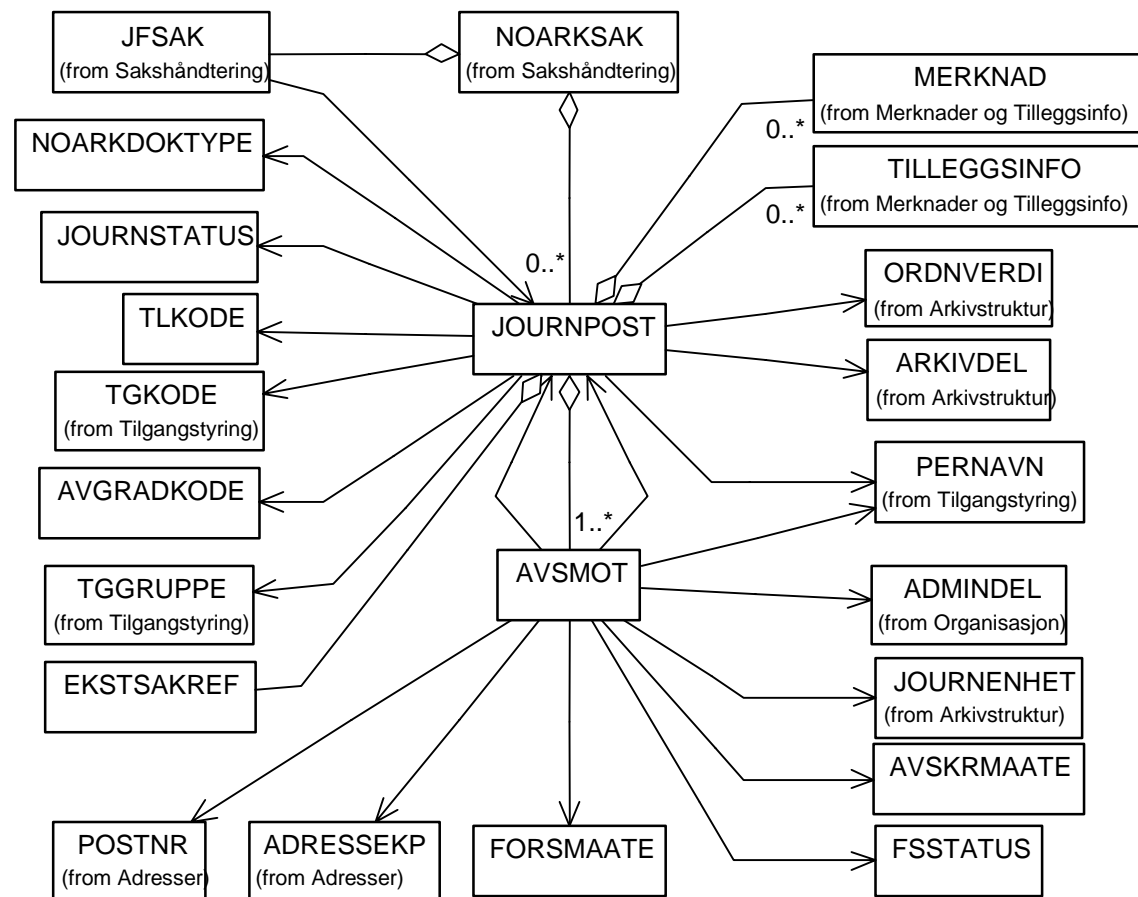 JFSAK
(from Sakshåndtering)
NOARKSAK
(from Sakshåndtering)
MERKNAD
(from Merknader og Tilleggsinfo)
0..*
NOARKDOKTYPE
TILLEGGSINFO
(from Merknader og Tilleggsinfo)
0..*
JOURNSTATUS
0..*
ORDNVERDI
(from Arkivstruktur)
TLKODE
JOURNPOST
ARKIVDEL
(from Arkivstruktur)
TGKODE
(from Tilgangstyring)
PERNAVN
(from Tilgangstyring)
AVGRADKODE
1..*
AVSMOT
TGGRUPPE
(from Tilgangstyring)
ADMINDEL
(from Organisasjon)
EKSTSAKREF
JOURNENHET
(from Arkivstruktur)
AVSKRMAATE
POSTNR
(from Adresser)
ADRESSEKP
(from Adresser)
FORSMAATE
FSSTATUS